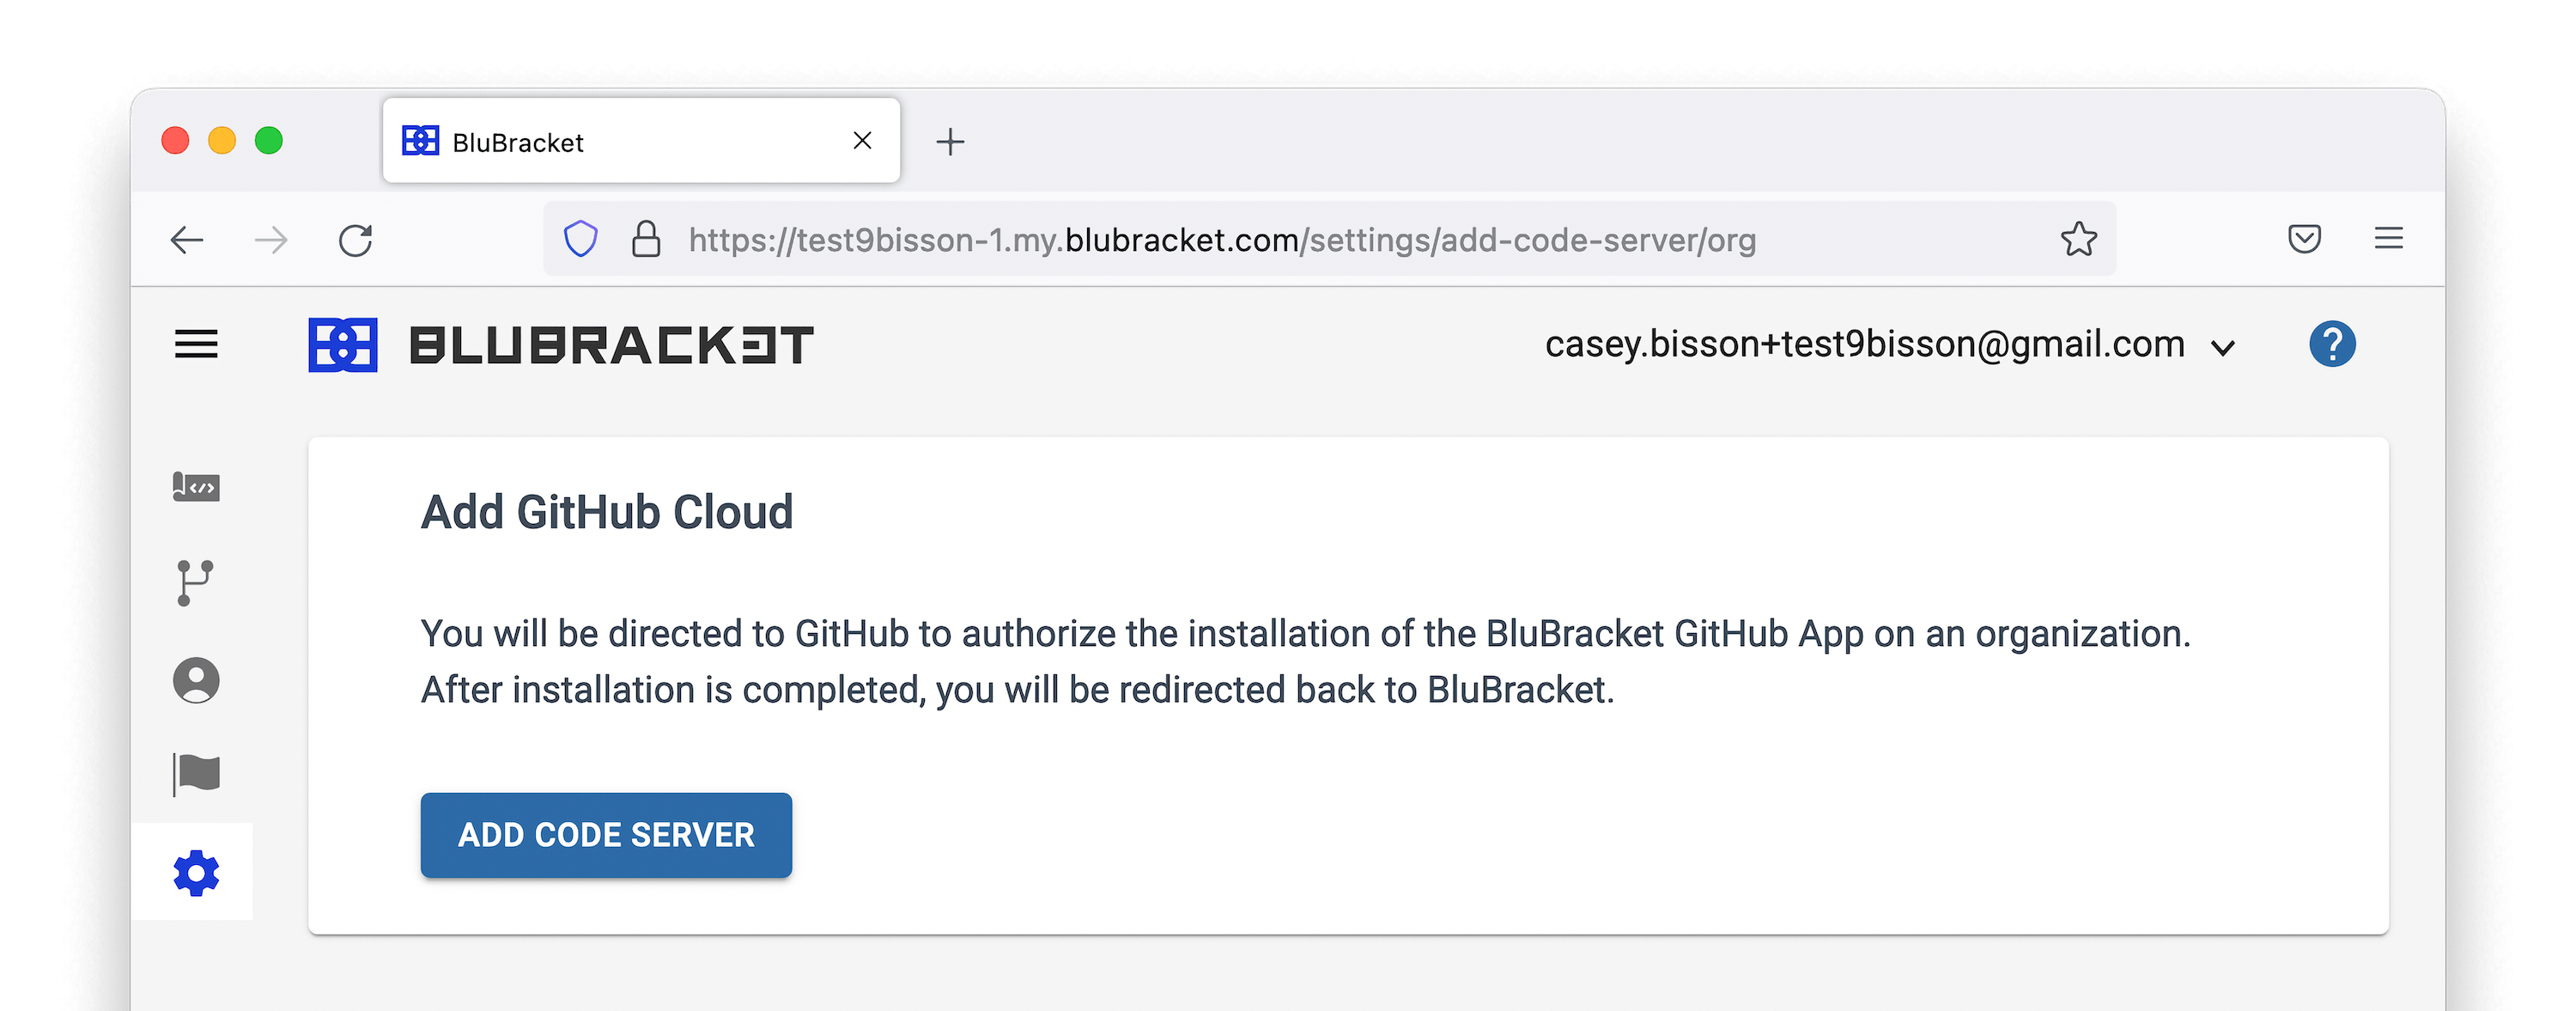 BluBracket
https://test9bisson-1.my.blubracket.com/settings/add-code-server/org
BLUBRACKET
casey.bisson+test9bisson@gmail.com
?
Add GitHub Cloud
You will be directed to GitHub to authorize the installation of the BluBracket GitHub App on an organization.
After installation is completed, you will be redirected back to BluBracket.
ADD CODE SERVER